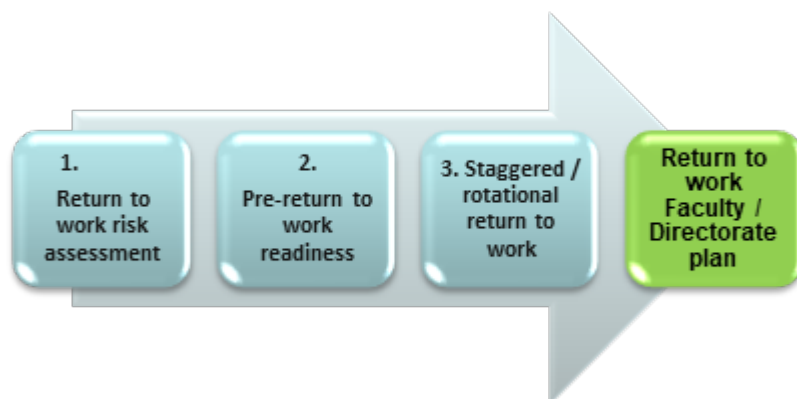 1.
Return to
work risk
assessment
2.
Pre-return to
work
readiness
3. Staggered /
rotational
return to
work
Return to
work
Faculty /
Directorate
plan